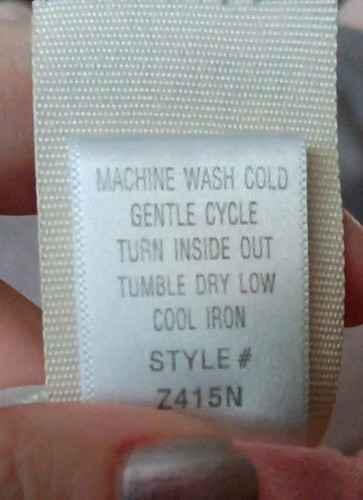 MACHINE WASH COLD
GENTLE CYCLE
TURN INSIDE OUT
TUMBLE DRY LOW
COOL IRON
STYLE #
Z415N